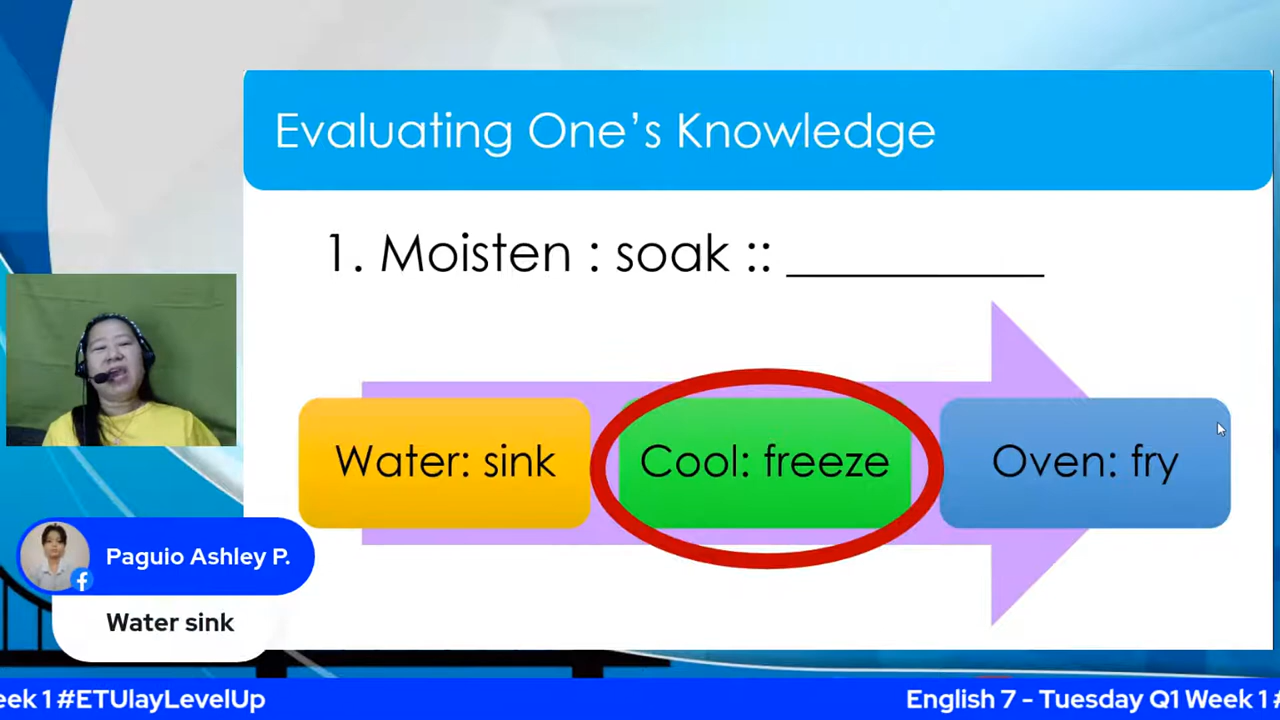 Evaluating One's Knowledge
1. Moisten : soak :: __________
Water: sink
Cool: freeze
Oven: fry
Paguio Ashley P.
Water sink
eek 1 #ETUlayLevelUp
English 7 - Tuesday Q1 Week 1 #